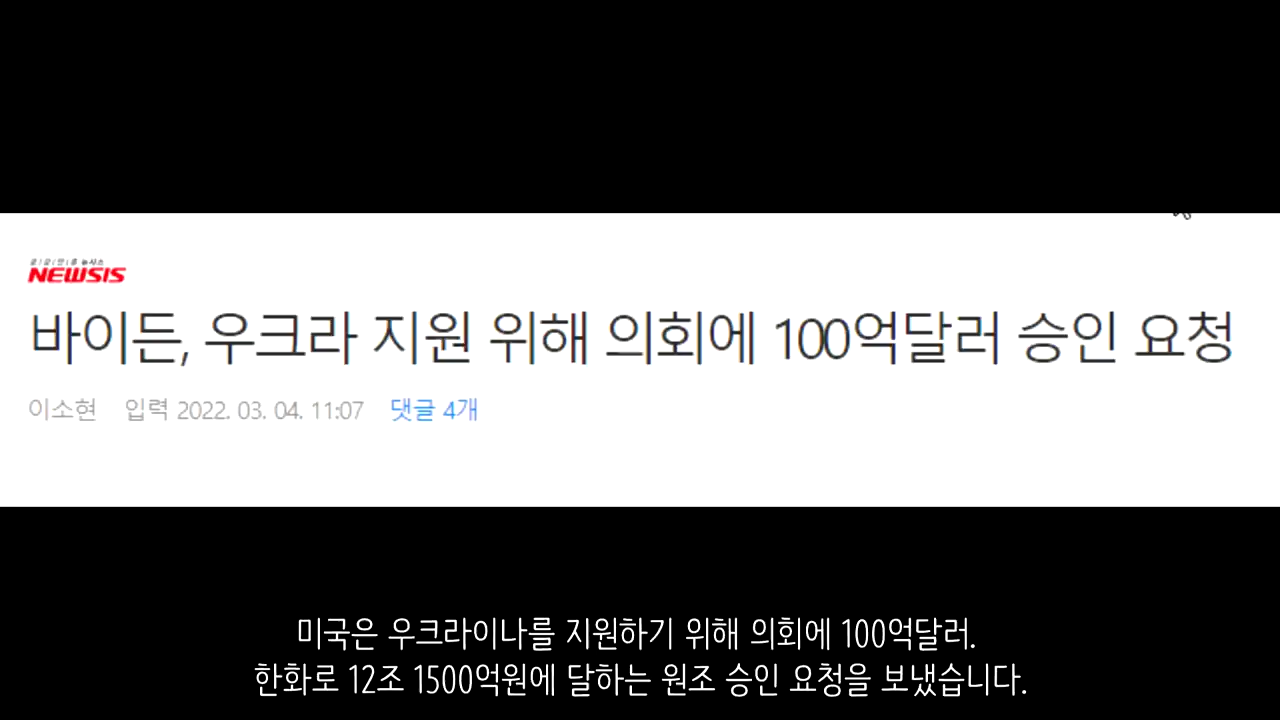 NEWSIS
바이든, 우크라 지원 위해 의회에 100억달러 승인 요청
이소현 입력 2022. 03. 04. 11:07 댓글 4개
미국은 우크라이나를 지원하기 위해 의회에 100억달러.
한화로 12조 1500억원에 달하는 원조 승인 요청을 보냈습니다.